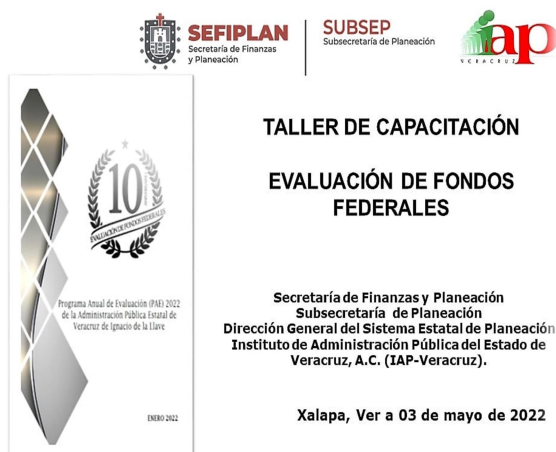 SEFIPLAN
Secretaría de Finanzas
y Planeación
SUBSEP
Subsecretaría de Planeación
iap
VERACRUZ
TALLER DE CAPACITACIÓN
EVALUACIÓN DE FONDOS
FEDERALES
10
EVALUACIÓN DE FONDOS FEDERALES
Programa Anual de Evaluación (PAE) 2022
de la Administración Pública Estatal de
Veracruz de Ignacio de la Llave
ENERO 2022
Secretaría de Finanzas y Planeación
Subsecretaría de Planeación
Dirección General del Sistema Estatal de Planeación
Instituto de Administración Pública del Estado de
Veracruz, A.C. (IAP-Veracruz).
Xalapa, Ver a 03 de mayo de 2022